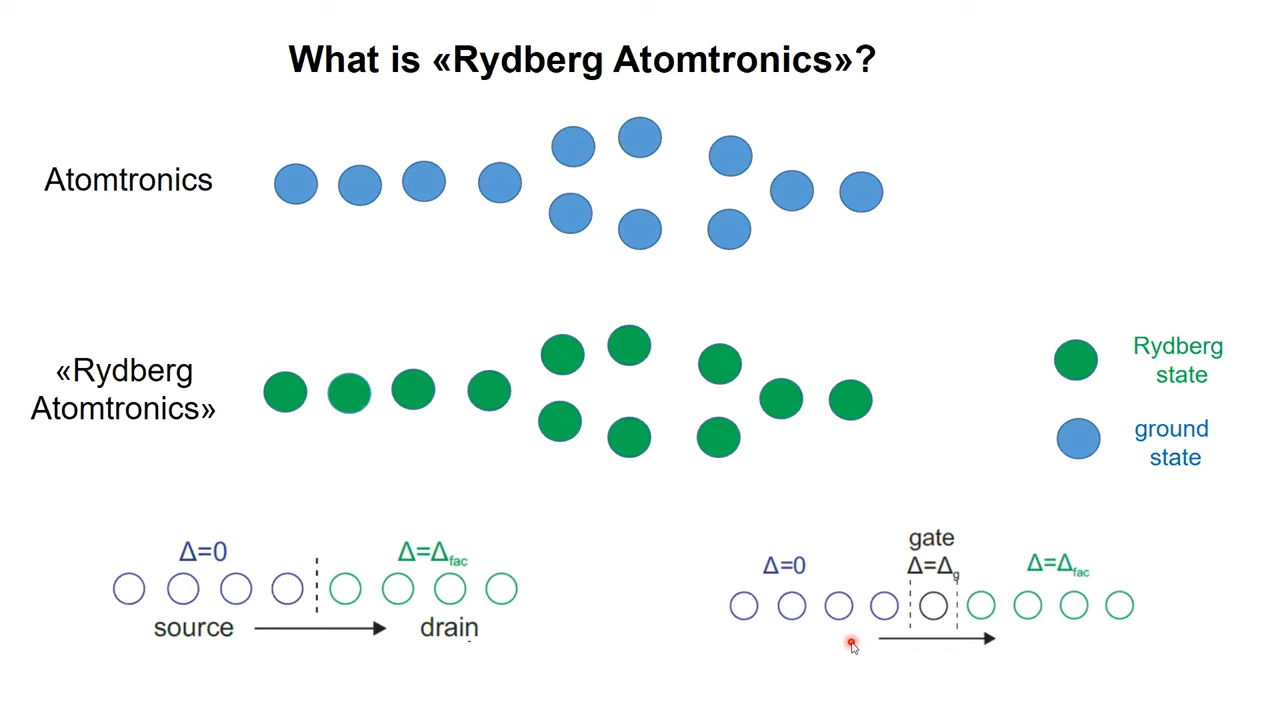 What is «Rydberg Atomtronics»?
Atomtronics
«Rydberg
Atomtronics»
Rydberg
state
ground
state
Δ=0
Δ=Δfac
source
drain
gate
Δ=0
Δ=Δg
Δ=Δfac